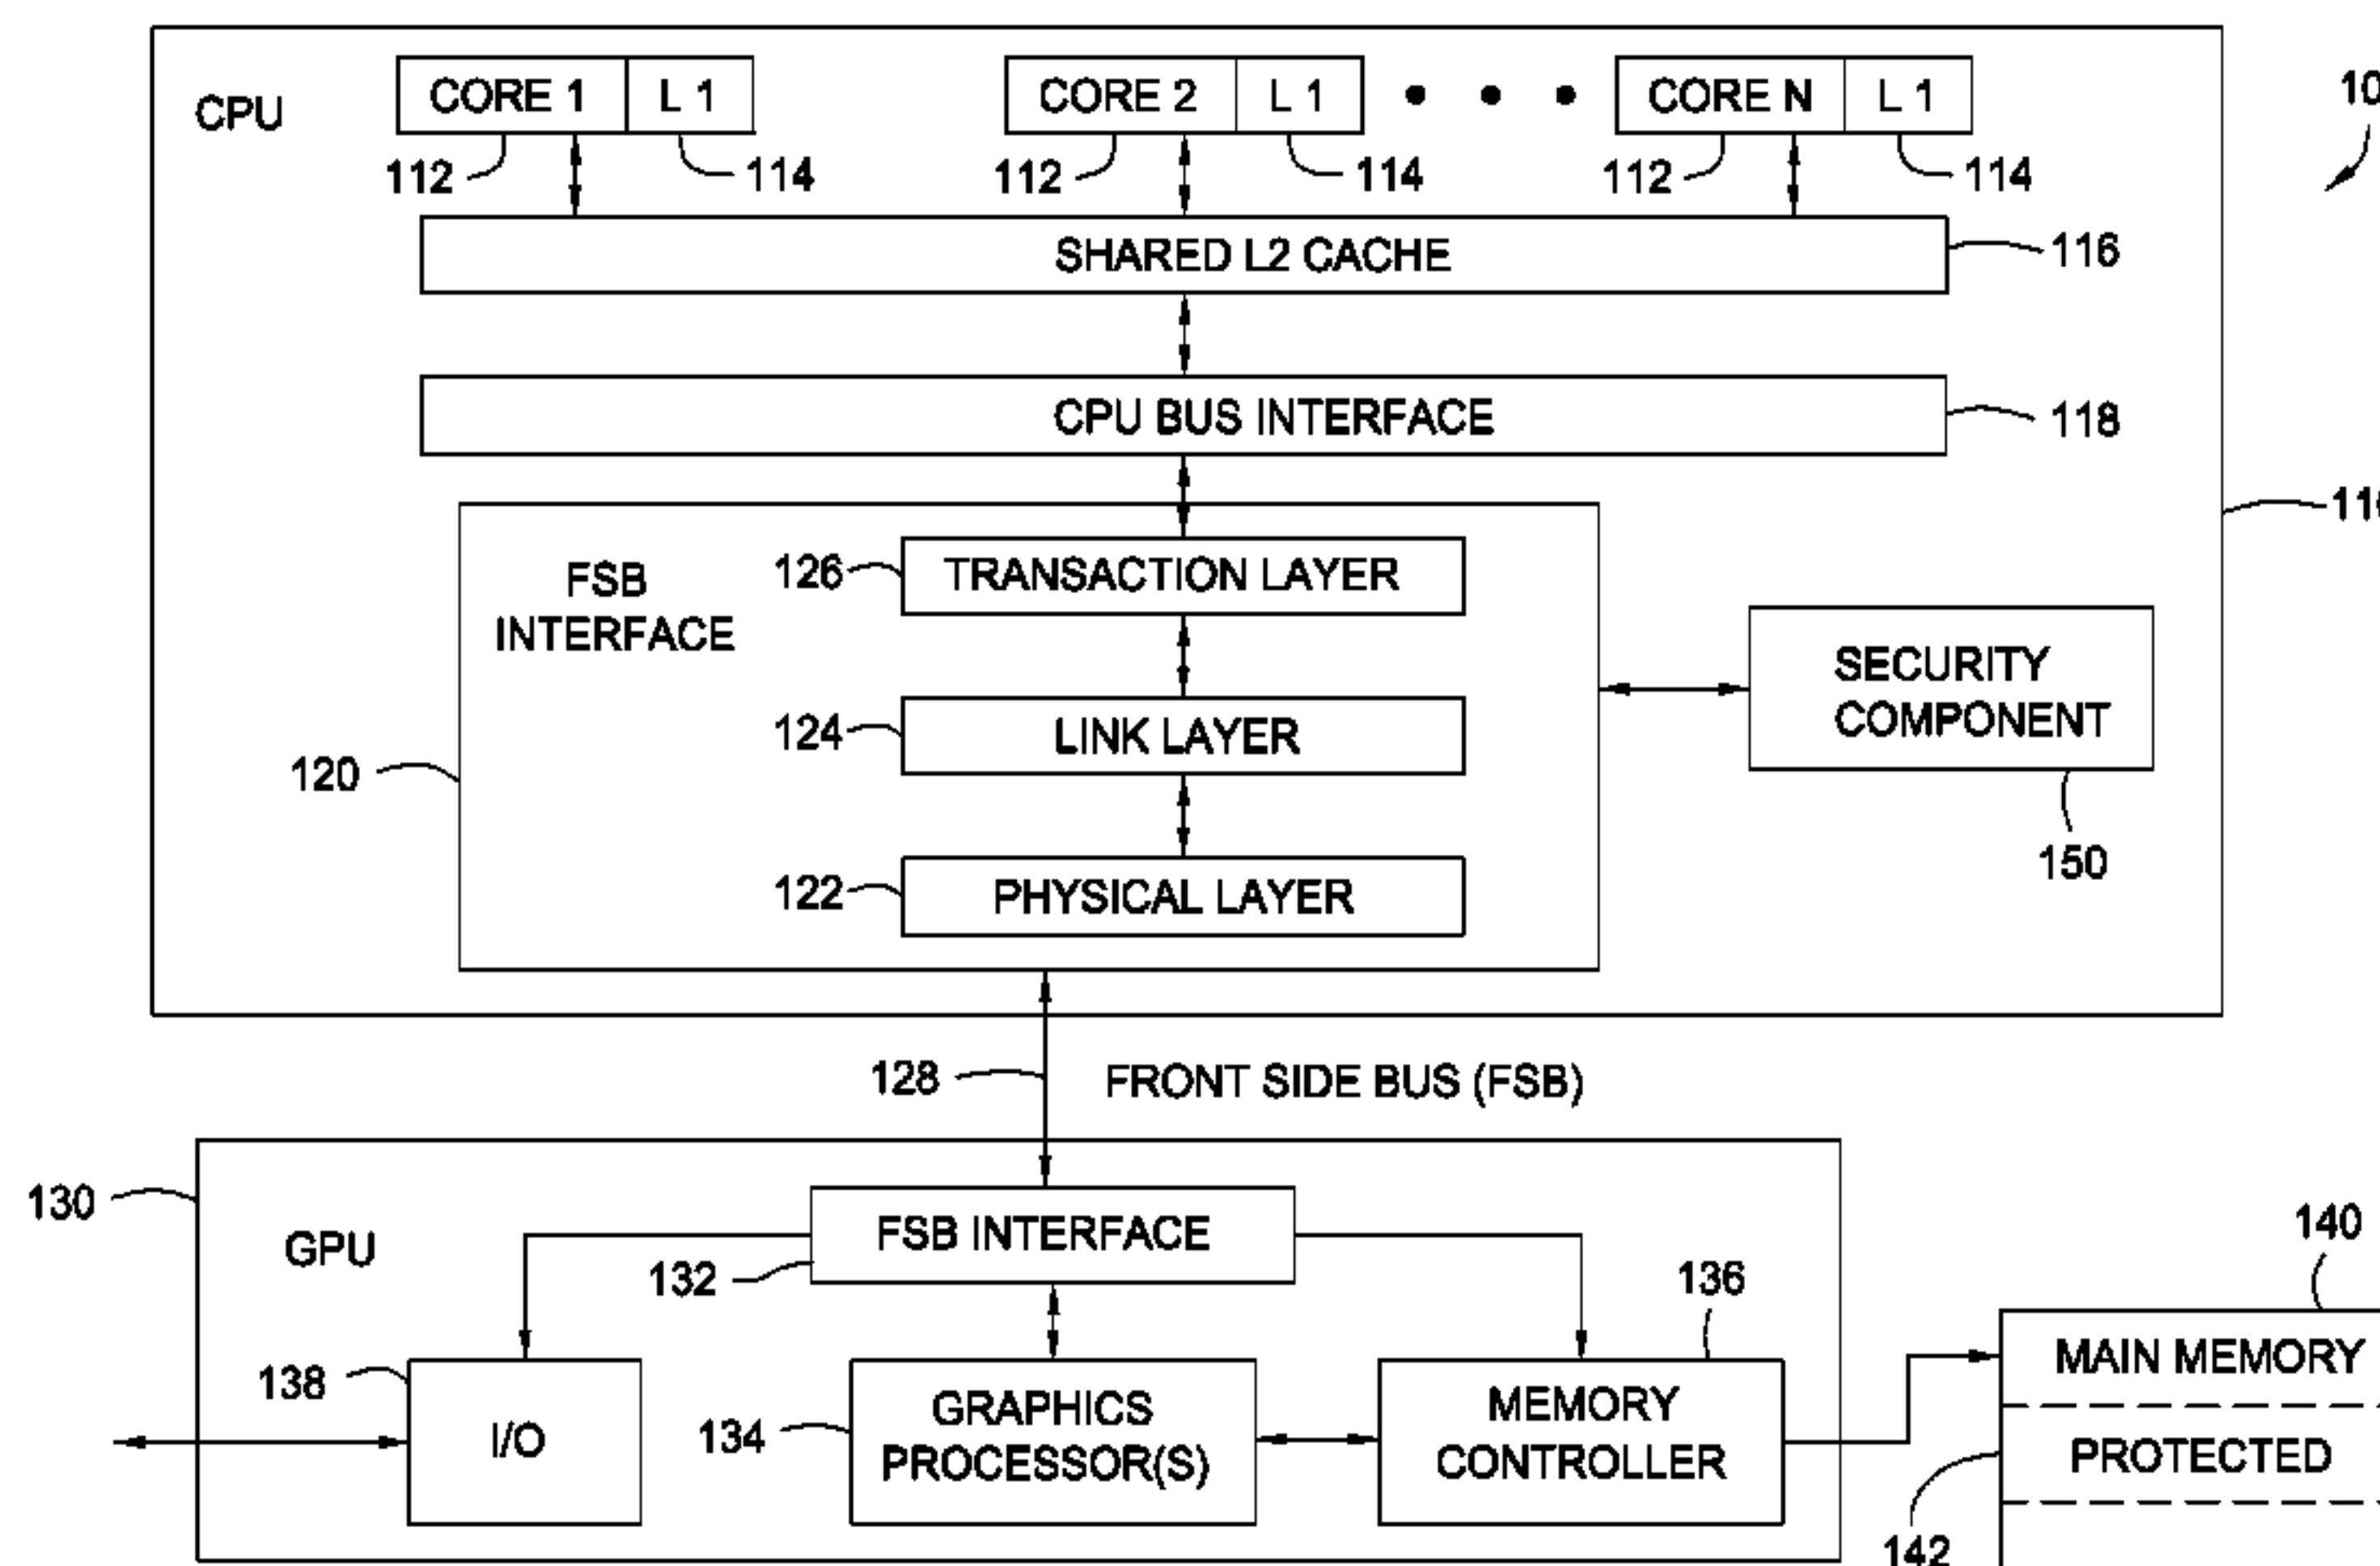 CPU
CORE 1
L 1
CORE 2
L 1
CORE N
L 1
112
114
112
114
112
114
SHARED L2 CACHE
116
CPU BUS INTERFACE
118
FSB
INTERFACE
126
TRANSACTION LAYER
124
LINK LAYER
120
122
PHYSICAL LAYER
SECURITY
COMPONENT
150
128
FRONT SIDE BUS (FSB)
130
GPU
FSB INTERFACE
132
136
140
138
I/O
134
GRAPHICS
PROCESSOR(S)
MEMORY
CONTROLLER
MAIN MEMORY
PROTECTED
142